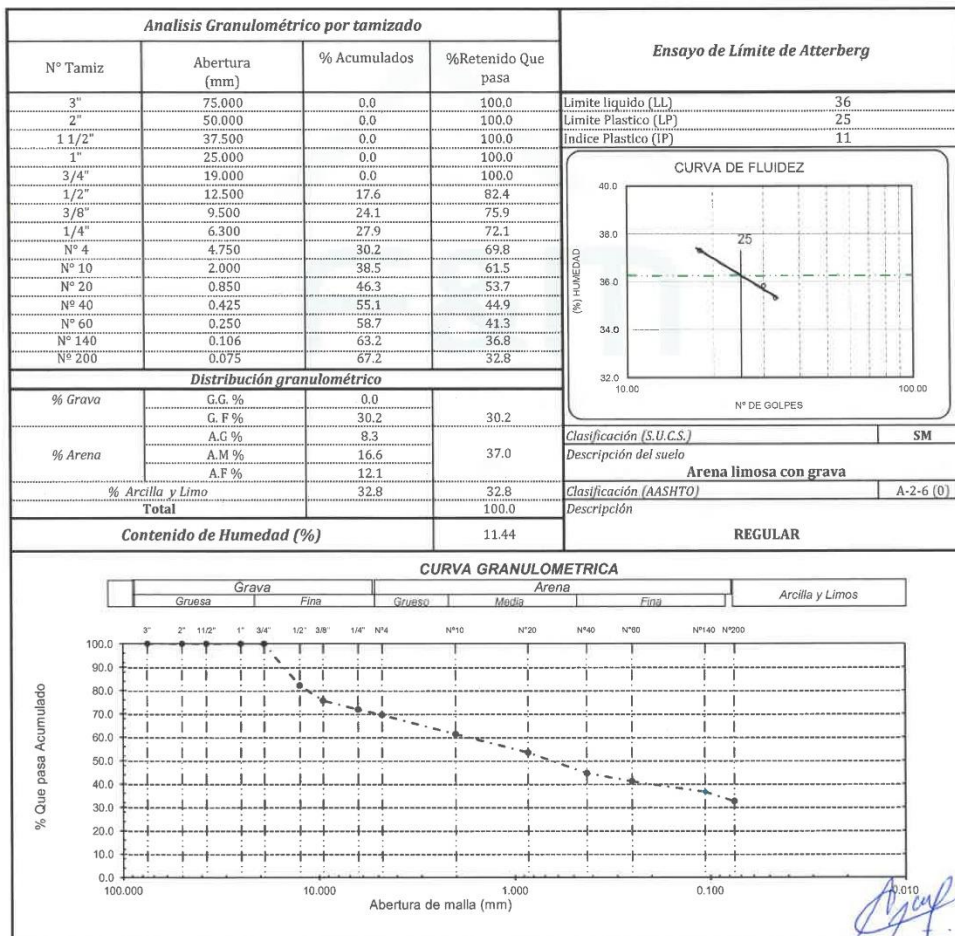 Analisis Granulométrico por tamizado
N° Tamiz Abertura (mm) % Acumulados %Retenido Que pasa
3" 75.000 0.0 100.0
2" 50.000 0.0 100.0
1 1/2" 37.500 0.0 100.0
1" 25.000 0.0 100.0
3/4" 19.000 0.0 100.0
1/2" 12.500 17.6 82.4
3/8" 9.500 24.1 75.9
1/4" 6.300 27.9 72.1
N° 4 4.750 30.2 69.8
N° 10 2.000 38.5 61.5
N° 20 0.850 46.3 53.7
Nº 40 0.425 55.1 44.9
N° 60 0.250 58.7 41.3
N° 140 0.106 63.2 36.8
Nº 200 0.075 67.2 32.8
Distribución granulométrico
% Grava G.G. % 0.0
G. F % 30.2 30.2
A.G % 8.3
% Arena A.M % 16.6 37.0
A.F % 12.1
% Arcilla y Limo 32.8 32.8
Total 100.0
Contenido de Humedad (%) 11.44
Ensayo de Límite de Atterberg
Limite liquido (LL) 36
Limite Plastico (LP) 25
Indice Plastico (IP) 11
CURVA DE FLUIDEZ
40.0
38.0
36.0
34.0
32.0
(%) HUMEDAD
25
10.00 100.00
N° DE GOLPES
Clasificación (S.U.C.S.) SM
Descripción del suelo
Arena limosa con grava
Clasificación (AASHTO) A-2-6 (0)
Descripción
REGULAR
CURVA GRANULOMETRICA
Grava Arena Arcilla y Limos
Gruesa Fina Grueso Media Fina
3" 2" 11/2" 1" 3/4" 1/2" 3/8" 1/4" N°4 N°10 N°20 N°40 N°60 N°140 N°200
100.0
90.0
80.0
70.0
60.0
50.0
40.0
30.0
20.0
10.0
0.0
% Que pasa Acumulado
100.000 10.000 1.000 0.100 0.010
Abertura de malla (mm)